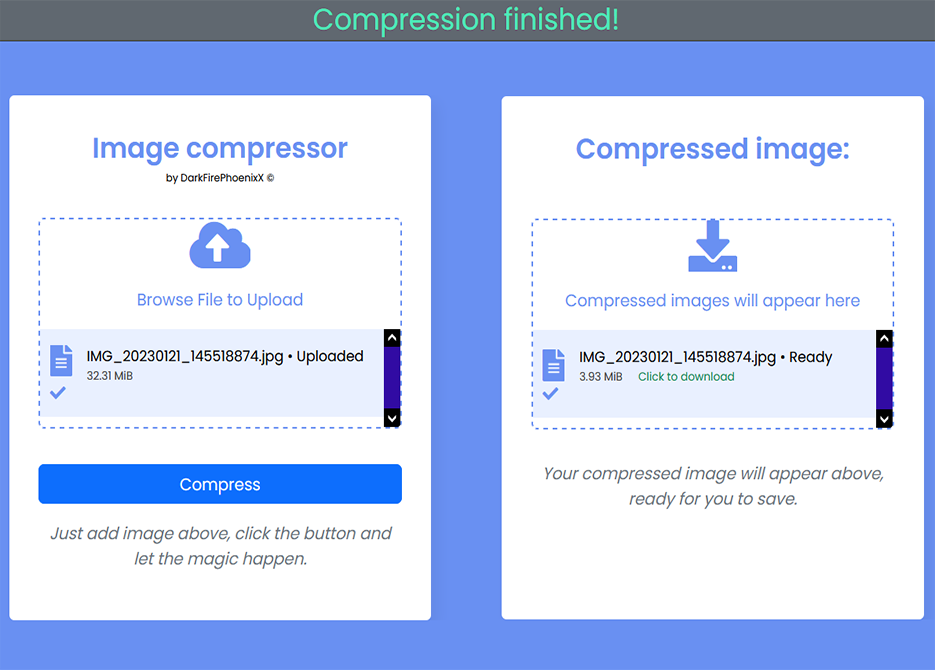 Compression finished!
Image compressor
by DarkFirePhoenixX ©
Browse File to Upload
IMG_20230121_145518874.jpg • Uploaded
32.31 MiB
Compress
Just add image above, click the button and
let the magic happen.
Compressed image:
Compressed images will appear here
IMG_20230121_145518874.jpg • Ready
3.93 MiB Click to download
Your compressed image will appear above,
ready for you to save.